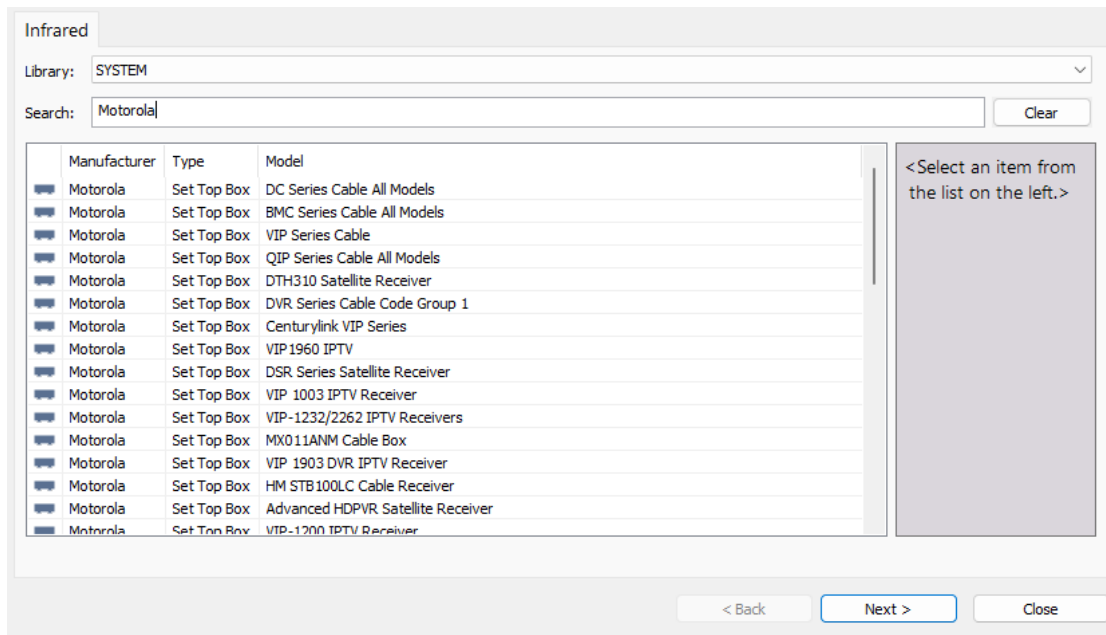 Infrared
Library: SYSTEM
Search: Motorola Clear
Manufacturer Type Model
Motorola Set Top Box DC Series Cable All Models
Motorola Set Top Box BMC Series Cable All Models
Motorola Set Top Box VIP Series Cable
Motorola Set Top Box QIP Series Cable All Models
Motorola Set Top Box DTH310 Satellite Receiver
Motorola Set Top Box DVR Series Cable Code Group 1
Motorola Set Top Box Centurylink VIP Series
Motorola Set Top Box VIP1960 IPTV
Motorola Set Top Box DSR Series Satellite Receiver
Motorola Set Top Box VIP 1003 IPTV Receiver
Motorola Set Top Box VIP-1232/2262 IPTV Receivers
Motorola Set Top Box MX011ANM Cable Box
Motorola Set Top Box VIP 1903 DVR IPTV Receiver
Motorola Set Top Box HM STB100LC Cable Receiver
Motorola Set Top Box Advanced HDPVR Satellite Receiver
Motorola Set Top Box VIP-1200 IPTV Receiver
<Select an item from
the list on the left.>
< Back Next > Close